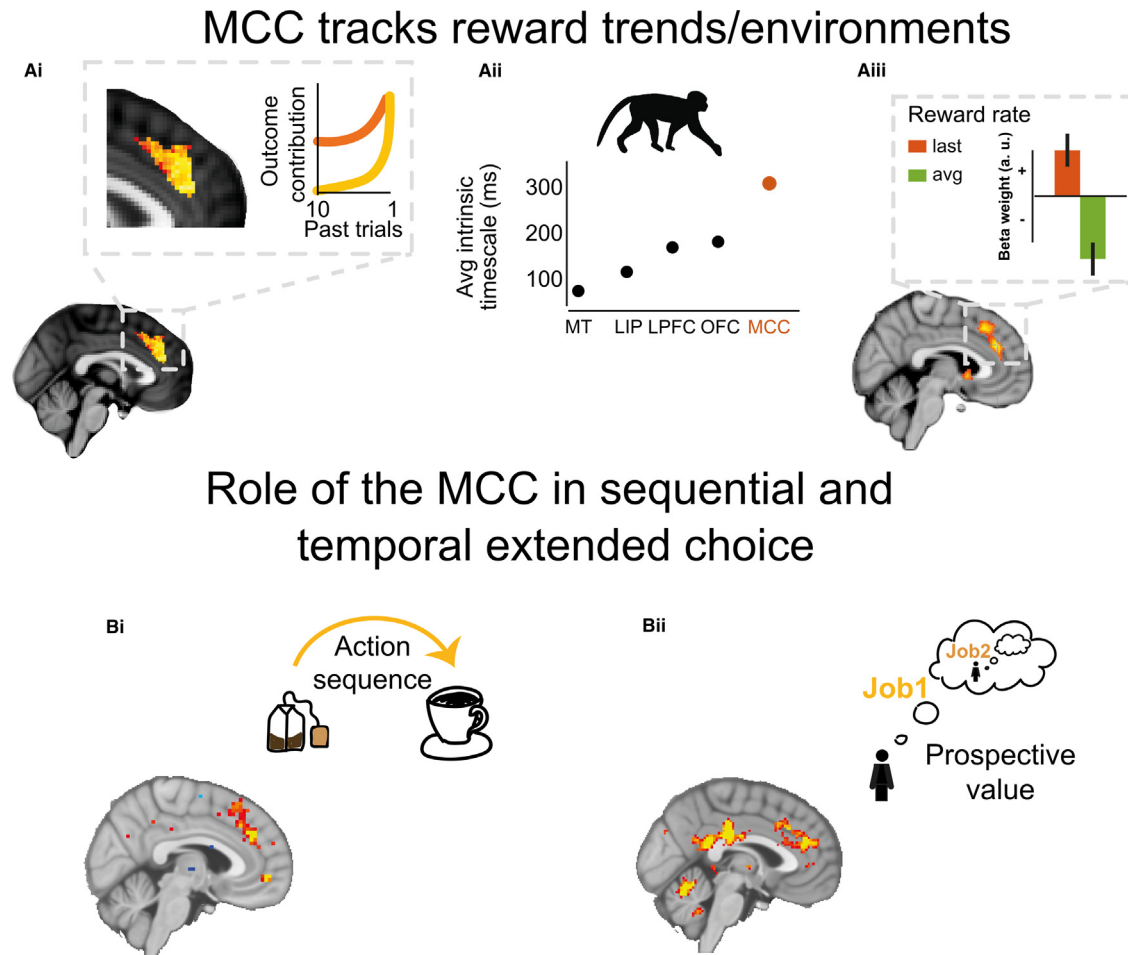 MCC tracks reward trends/environments
Ai
Outcome
contribution
10
1
Past trials
Aii
Avg intrinsic
timescale (ms)
300
200
100
MT
LIP
LPFC
OFC
MCC
Aiii
Reward rate
last
avg
Beta weight (a. u.)
+
-
Role of the MCC in sequential and
temporal extended choice
Bi
Action
sequence
Bii
Job2
Job1
Prospective
value